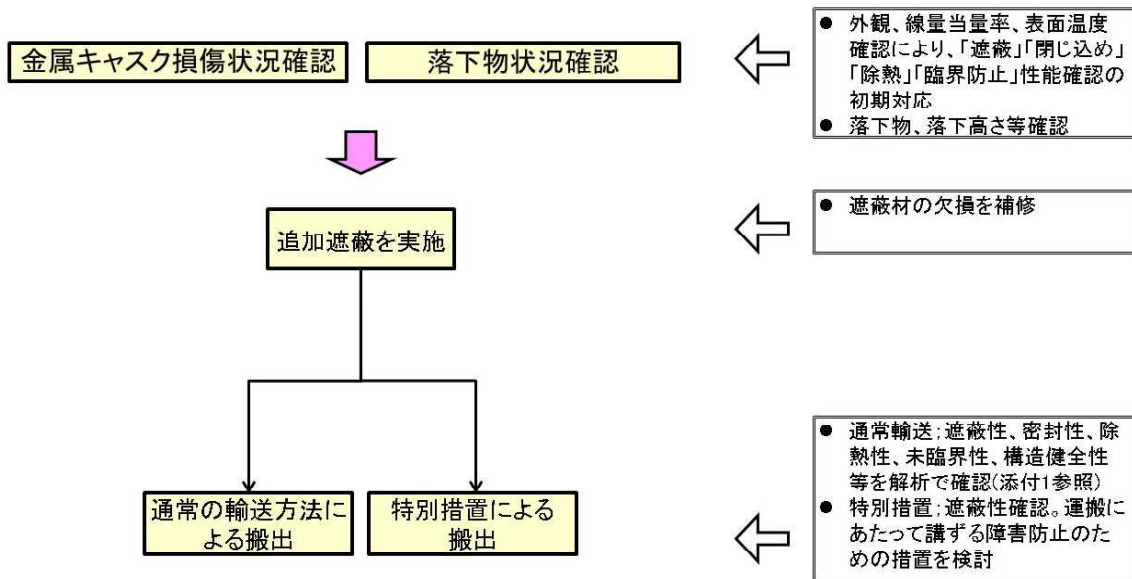 金属キャスク損傷状況確認
落下物状況確認
● 外観、線量当量率、表面温度
確認により、「遮蔽」「閉じ込め」
「除熱」「臨界防止」性能確認の
初期対応
● 落下物、落下高さ等確認
追加遮蔽を実施
● 遮蔽材の欠損を補修
通常の輸送方法に
よる搬出
特別措置による
搬出
● 通常輸送;遮蔽性、密封性、除
熱性、未臨界性、構造健全性
等を解析で確認(添付1参照)
● 特別措置;遮蔽性確認。運搬に
あたって講ずる障害防止のた
めの措置を検討